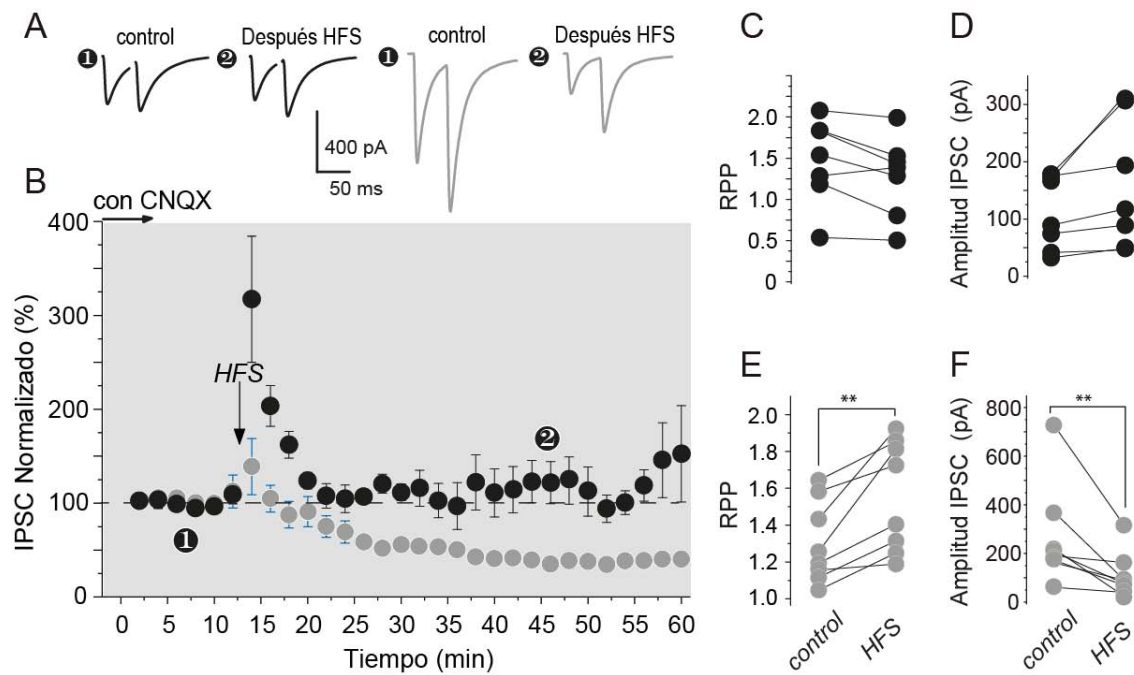 A
❶ control
❷ Después HFS
❶ control
❷ Después HFS
400 pA
50 ms
B
con CNQX
IPSC Normalizado (%)
400
300
200
100
0
HFS
❶
❷
0 5 10 15 20 25 30 35 40 45 50 55 60
Tiempo (min)
C
RPP
2.0
1.5
1.0
0.5
0
D
Amplitud IPSC (pA)
300
200
100
0
E
**
RPP
2.0
1.8
1.6
1.4
1.2
1.0
control HFS
F
**
Amplitud IPSC (pA)
800
600
400
200
0
control HFS